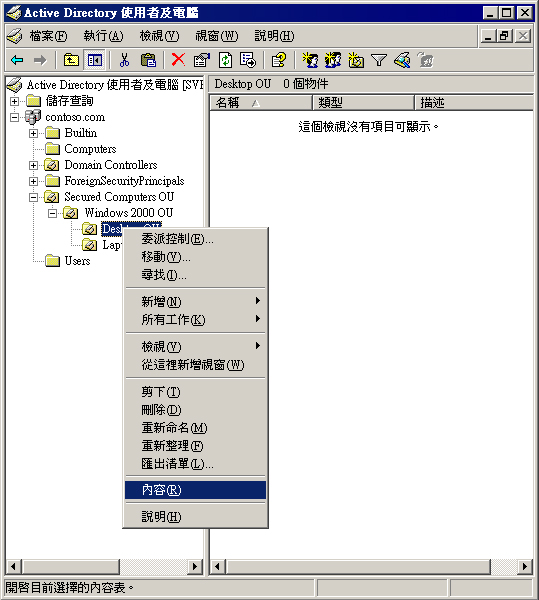 Active Directory 使用者及電腦
檔案(F) 執行(A) 檢視(V) 視窗(W) 說明(H)
Active Directory 使用者及電腦 [SVI
儲存查詢
contoso.com
Builtin
Computers
Domain Controllers
ForeignSecurityPrincipals
Secured Computers OU
Windows 2000 OU
Desktop OU
Lap
Users
Desktop OU 0 個物件
名稱 類型 描述
這個檢視沒有項目可顯示。
委派控制(E)...
移動(V)...
尋找(I)...
新增(N)
所有工作(K)
檢視(V)
從這裡新增視窗(W)
剪下(T)
刪除(D)
重新命名(M)
重新整理(F)
匯出清單(L)...
內容(R)
說明(H)
開啟目前選擇的內容表。